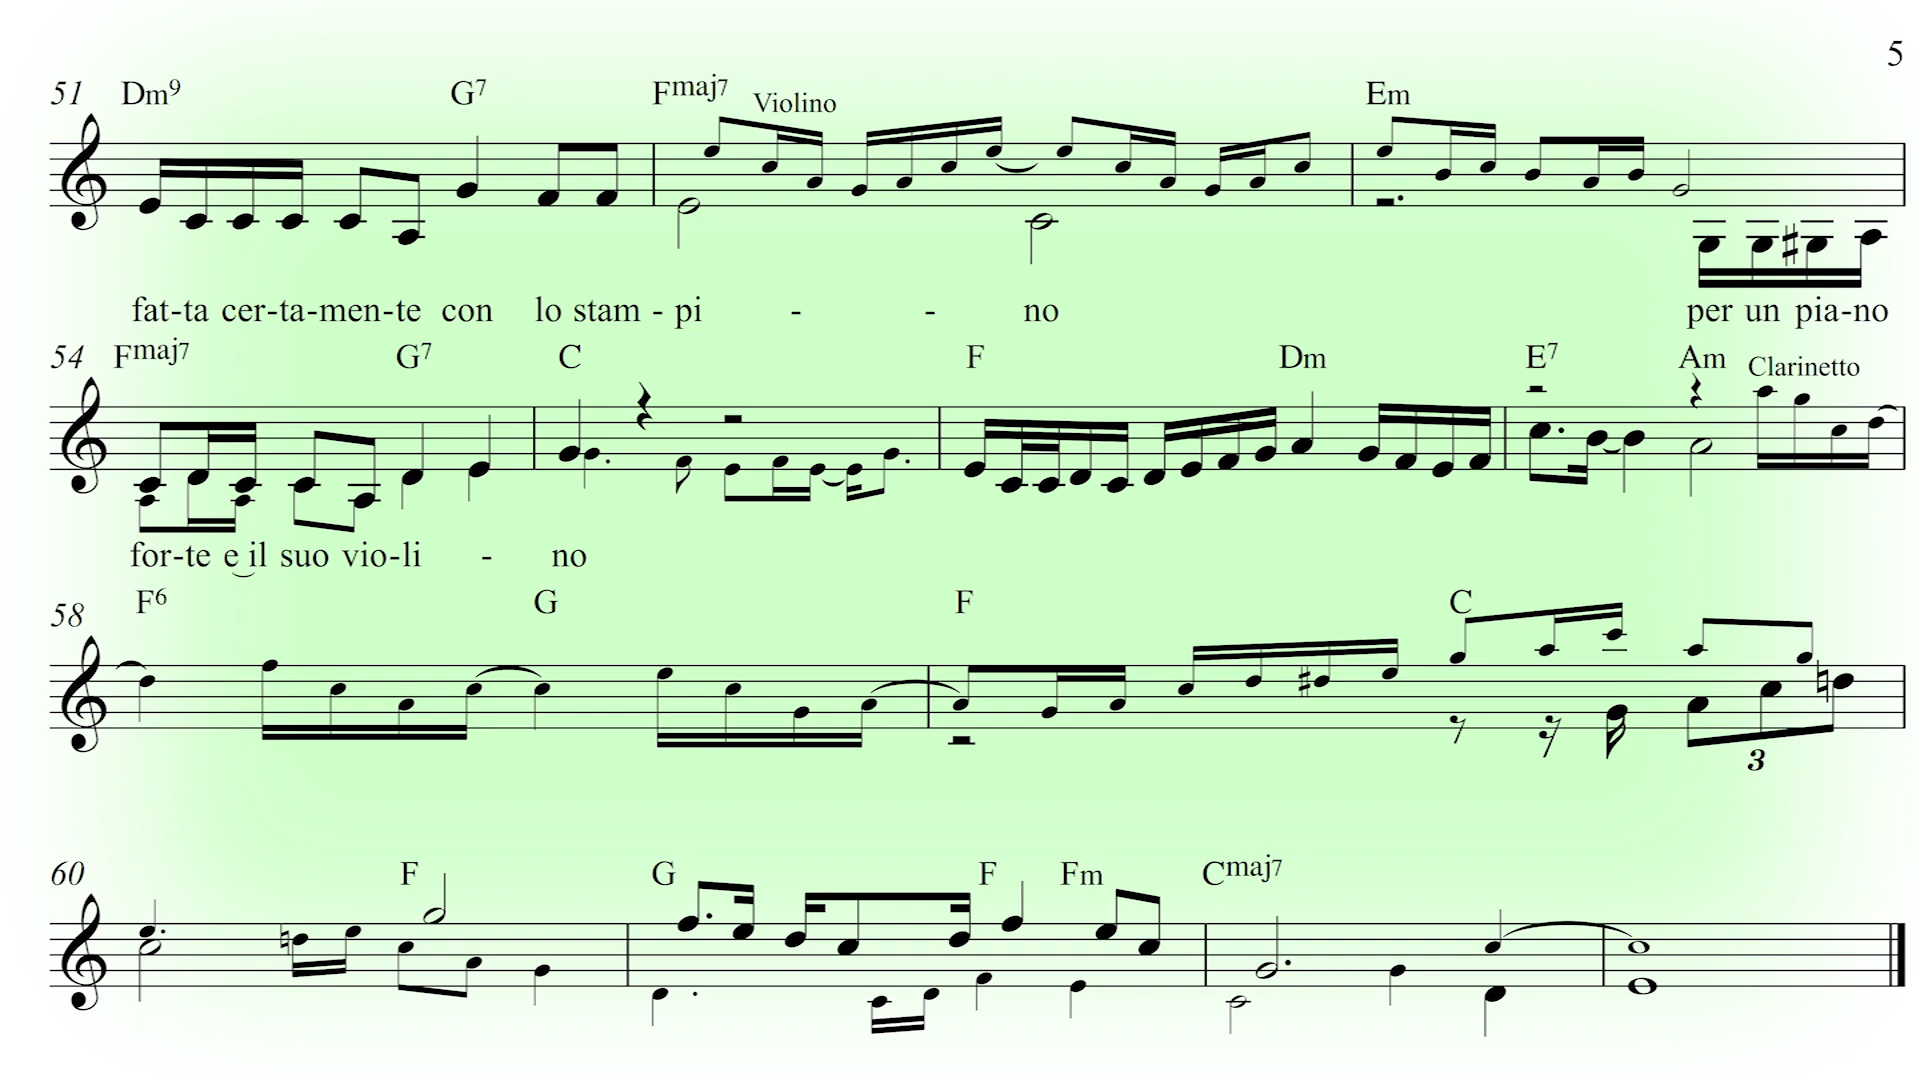 5
51 Dm9 G7 Fmaj7 Violino Em
fat-ta cer-ta-men-te con lo stam - pi - - no per un pia-no
54 Fmaj7 G7 C F Dm E7 Am Clarinetto
for-te e il suo vio-li - no
58 F6 G F C
3
60 F G F Fm Cmaj7